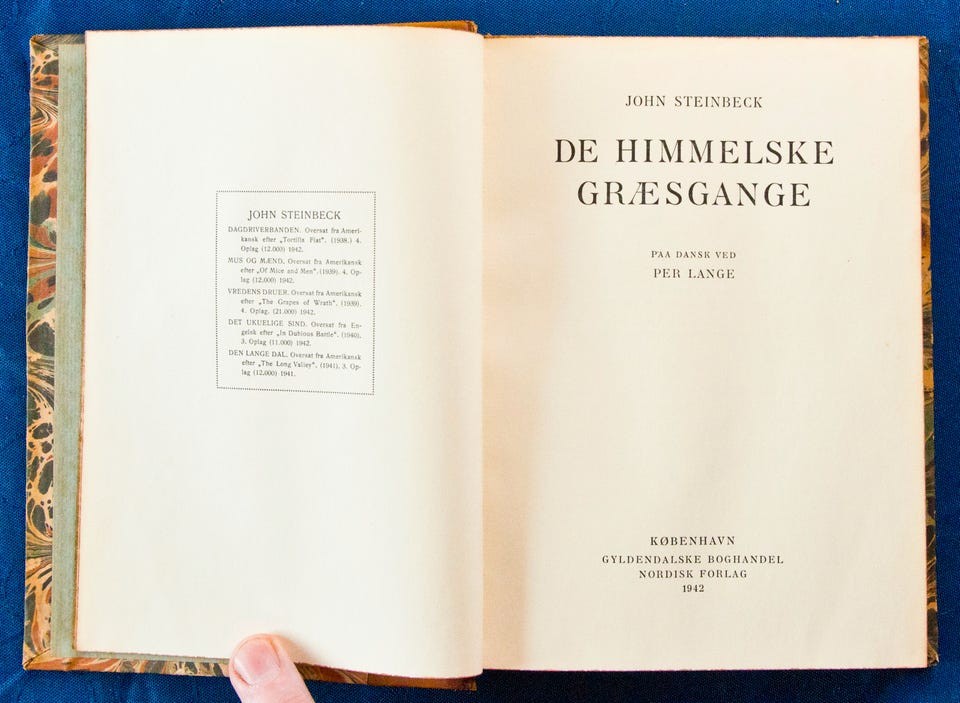 JOHN STEINBECK
DAGDRIVERBANDEN. Oversat fra Ameri-
kansk efter „Tortilla Flat". (1938.) 4.
Oplag (12.000) 1942.
MUS OG MÆND. Oversat fra Amerikansk
efter „Of Mice and Men". (1939). 4. Op-
lag (12.000) 1942.
VREDENS DRUER. Oversat fra Amerikansk
efter „The Grapes of Wrath". (1939).
4. Oplag. (21.000) 1942.
DET UKUELIGE SIND. Oversat fra En-
gelsk efter „In Dubious Battle". (1940).
3. Oplag (11.000) 1942.
DEN LANGE DAL. Oversat fra Amerikansk
efter „The Long Valley". (1941). 3. Op-
lag (12.000) 1941.
JOHN STEINBECK
DE HIMMELSKE
GRÆSGANGE
PAA DANSK VED
PER LANGE
KØBENHAVN
GYLDENDALSKE BOGHANDEL
NORDISK FORLAG
1942